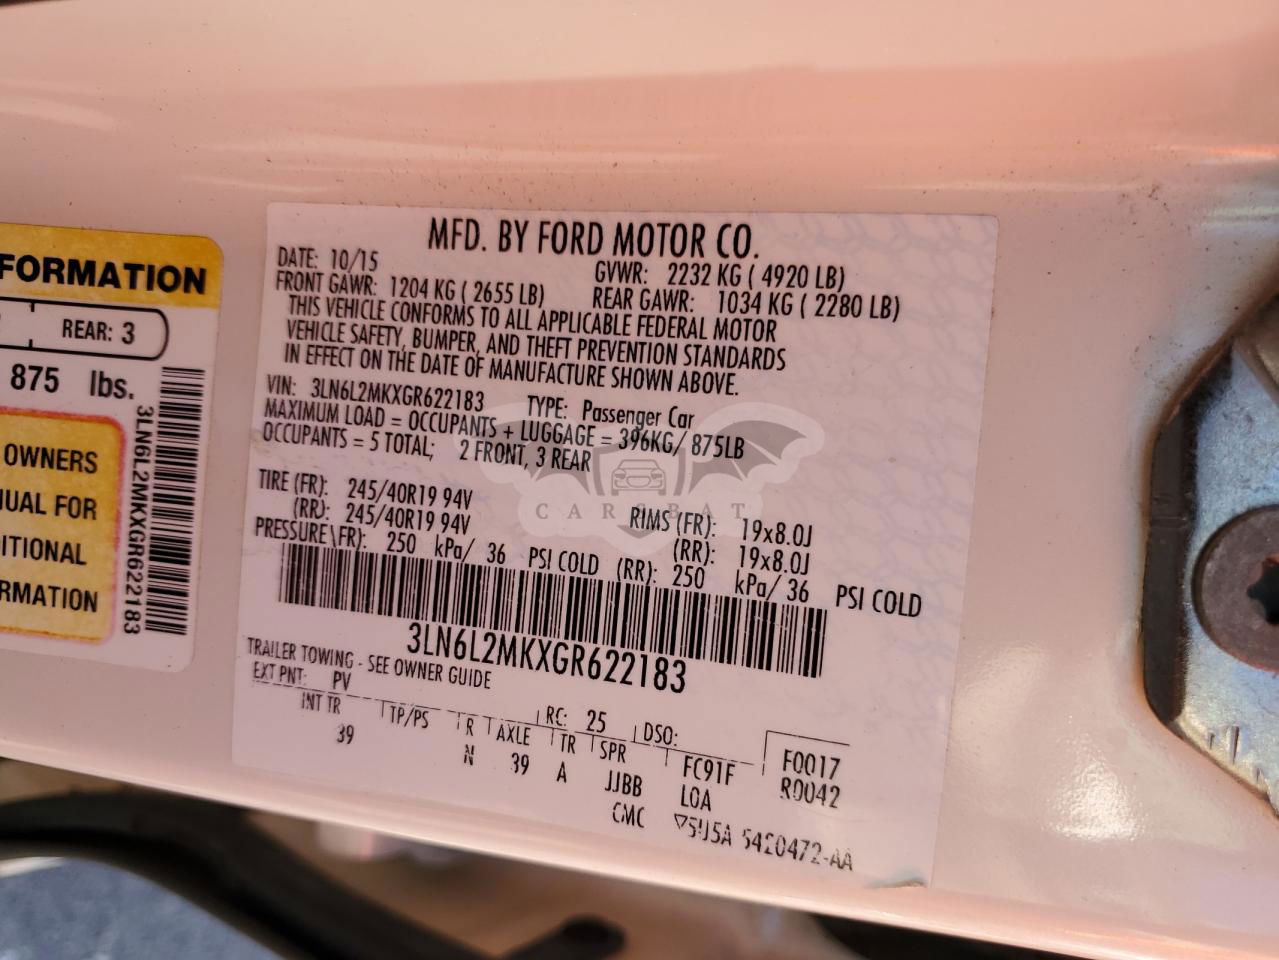 MFD. BY FORD MOTOR CO.
DATE: 10/15 GVWR: 2232 KG ( 4920 LB)
FRONT GAWR: 1204 KG ( 2655 LB) REAR GAWR: 1034 KG ( 2280 LB)
THIS VEHICLE CONFORMS TO ALL APPLICABLE FEDERAL MOTOR
VEHICLE SAFETY, BUMPER, AND THEFT PREVENTION STANDARDS
IN EFFECT ON THE DATE OF MANUFACTURE SHOWN ABOVE.
VIN: 3LN6L2MKXGR622183 TYPE: Passenger Car
MAXIMUM LOAD = OCCUPANTS + LUGGAGE = 396KG/ 875LB
OCCUPANTS = 5 TOTAL; 2 FRONT, 3 REAR
TIRE (FR): 245/40R19 94V RIMS (FR): 19x8.0J
(RR): 245/40R19 94V (RR): 19x8.0J
PRESSURE\FR): 250 kPa/ 36 PSI COLD (RR): 250 kPa/ 36 PSI COLD
3LN6L2MKXGR622183
TRAILER TOWING - SEE OWNER GUIDE
EXT PNT: PV RC: 25 DSO:
INT TR TP/PS R AXLE TR SPR FC91F F0017
39 N 39 A JJBB LOA R0042
CMC
FORMATION
REAR: 3
875 lbs.
OWNERS
NUAL FOR
DITIONAL
RMATION
3LN6L2MKXGR622183
CAR BAT